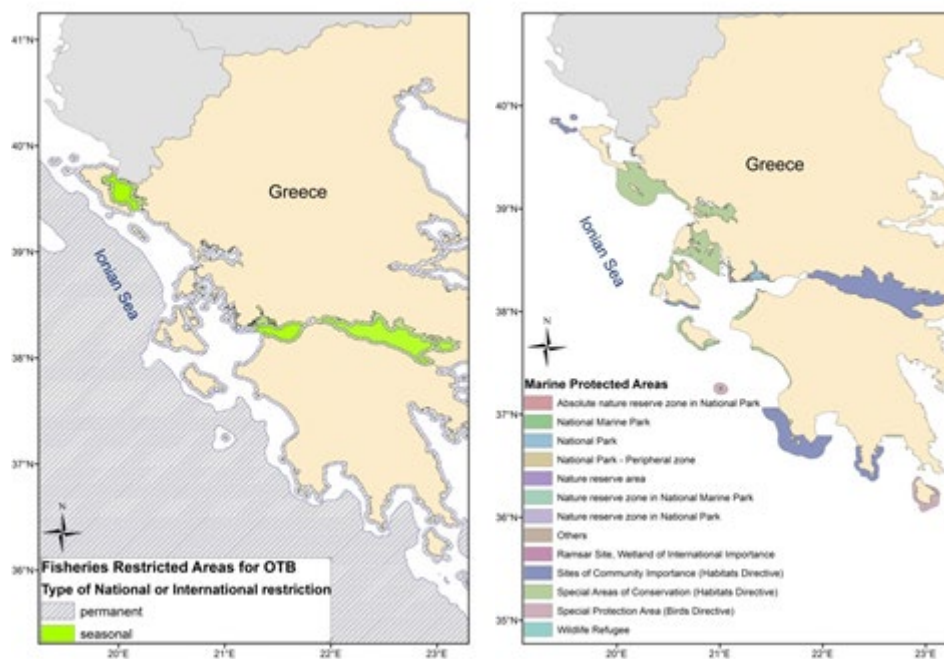 41°N
40°N
39°N
38°N
37°N
36°N
20°E
21°E
22°E
23°E
Greece
Ionian Sea
N
Fisheries Restricted Areas for OTB
Type of National or International restriction
permanent
seasonal
41°N
40°N
39°N
38°N
37°N
36°N
35°N
20°E
21°E
22°E
23°E
Greece
Ionian Sea
N
Marine Protected Areas
Absolute nature reserve zone in National Park
National Marine Park
National Park
National Park - Peripheral zone
Nature reserve area
Nature reserve zone in National Marine Park
Nature reserve zone in National Park
Others
Ramsar Site, Wetland of International Importance
Sites of Community Importance (Habitats Directive)
Special Areas of Conservation (Habitats Directive)
Special Protection Area (Birds Directive)
Wildlife Refugee